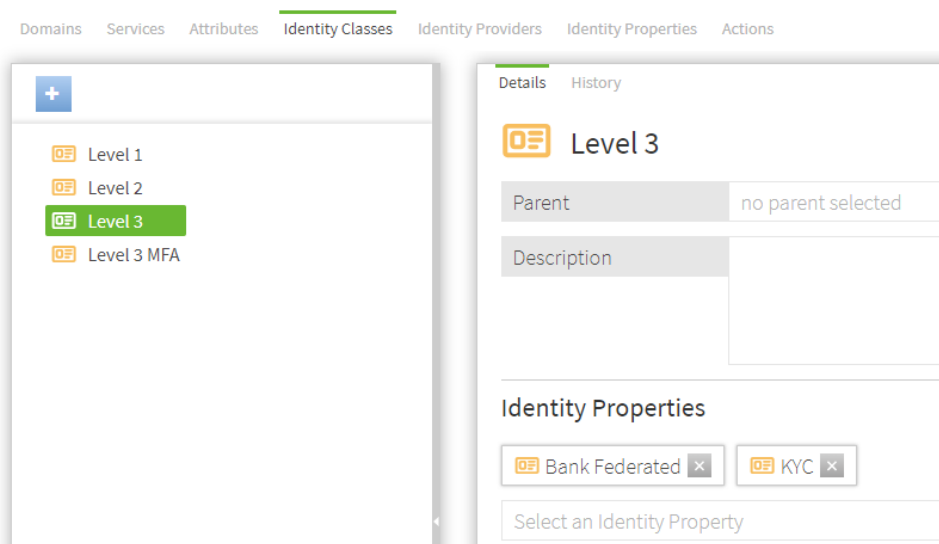 Domains Services Attributes Identity Classes Identity Providers Identity Properties Actions
+
Level 1
Level 2
Level 3
Level 3 MFA
Details History
Level 3
Parent no parent selected
Description
Identity Properties
Bank Federated × KYC ×
Select an Identity Property